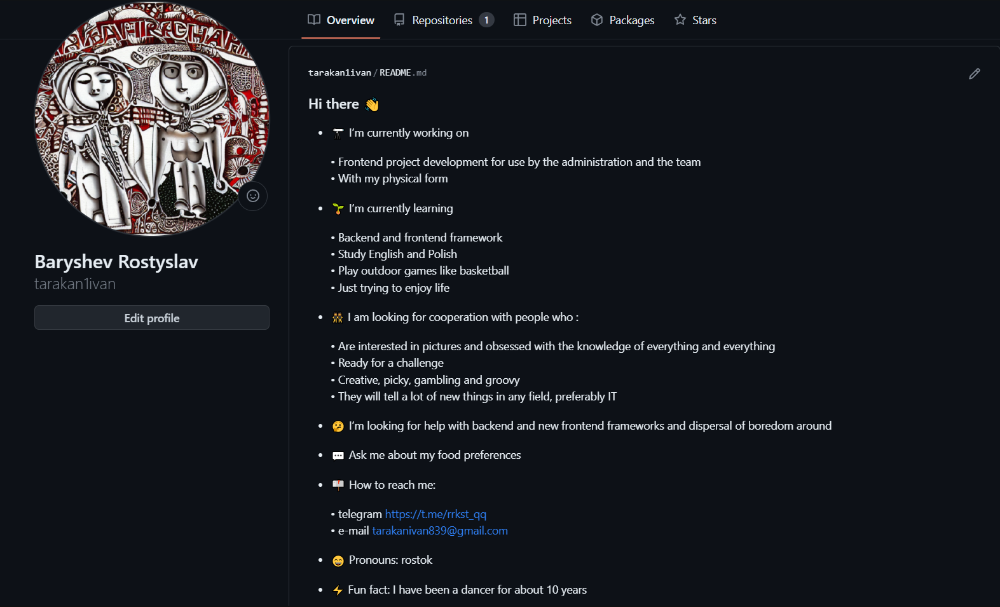 Overview
Repositories 1
Projects
Packages
Stars
Baryshev Rostyslav
tarakan1ivan
Edit profile
tarakan1ivan/README.md
Hi there 👋
• 🔭 I’m currently working on
• Frontend project development for use by the administration and the team
• With my physical form
• 🌱 I’m currently learning
• Backend and frontend framework
• Study English and Polish
• Play outdoor games like basketball
• Just trying to enjoy life
• 👯 I am looking for cooperation with people who :
• Are interested in pictures and obsessed with the knowledge of everything and everything
• Ready for a challenge
• Creative, picky, gambling and groovy
• They will tell a lot of new things in any field, preferably IT
• 🤔 I’m looking for help with backend and new frontend frameworks and dispersal of boredom around
• 💬 Ask me about my food preferences
• 📫 How to reach me:
• telegram https://t.me/rrkst_qq
• e-mail tarakanivan839@gmail.com
• 😄 Pronouns: rostok
• ⚡ Fun fact: I have been a dancer for about 10 years